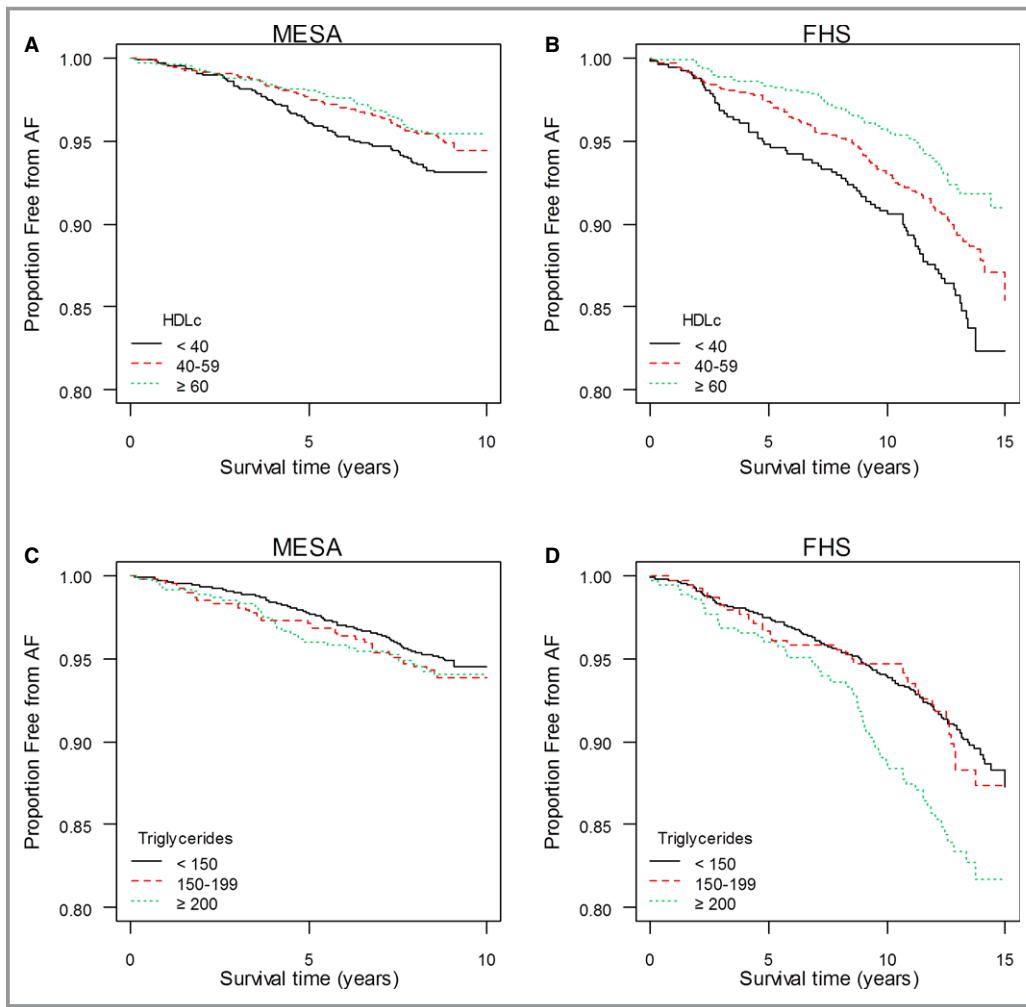 A
MESA
Proportion Free from AF
1.00
0.95
0.90
0.85
0.80
HDLc
< 40
40-59
≥ 60
0
5
10
Survival time (years)
B
FHS
Proportion Free from AF
1.00
0.95
0.90
0.85
0.80
HDLc
< 40
40-59
≥ 60
0
5
10
15
Survival time (years)
C
MESA
Proportion Free from AF
1.00
0.95
0.90
0.85
0.80
Triglycerides
< 150
150-199
≥ 200
0
5
10
Survival time (years)
D
FHS
Proportion Free from AF
1.00
0.95
0.90
0.85
0.80
Triglycerides
< 150
150-199
≥ 200
0
5
10
15
Survival time (years)